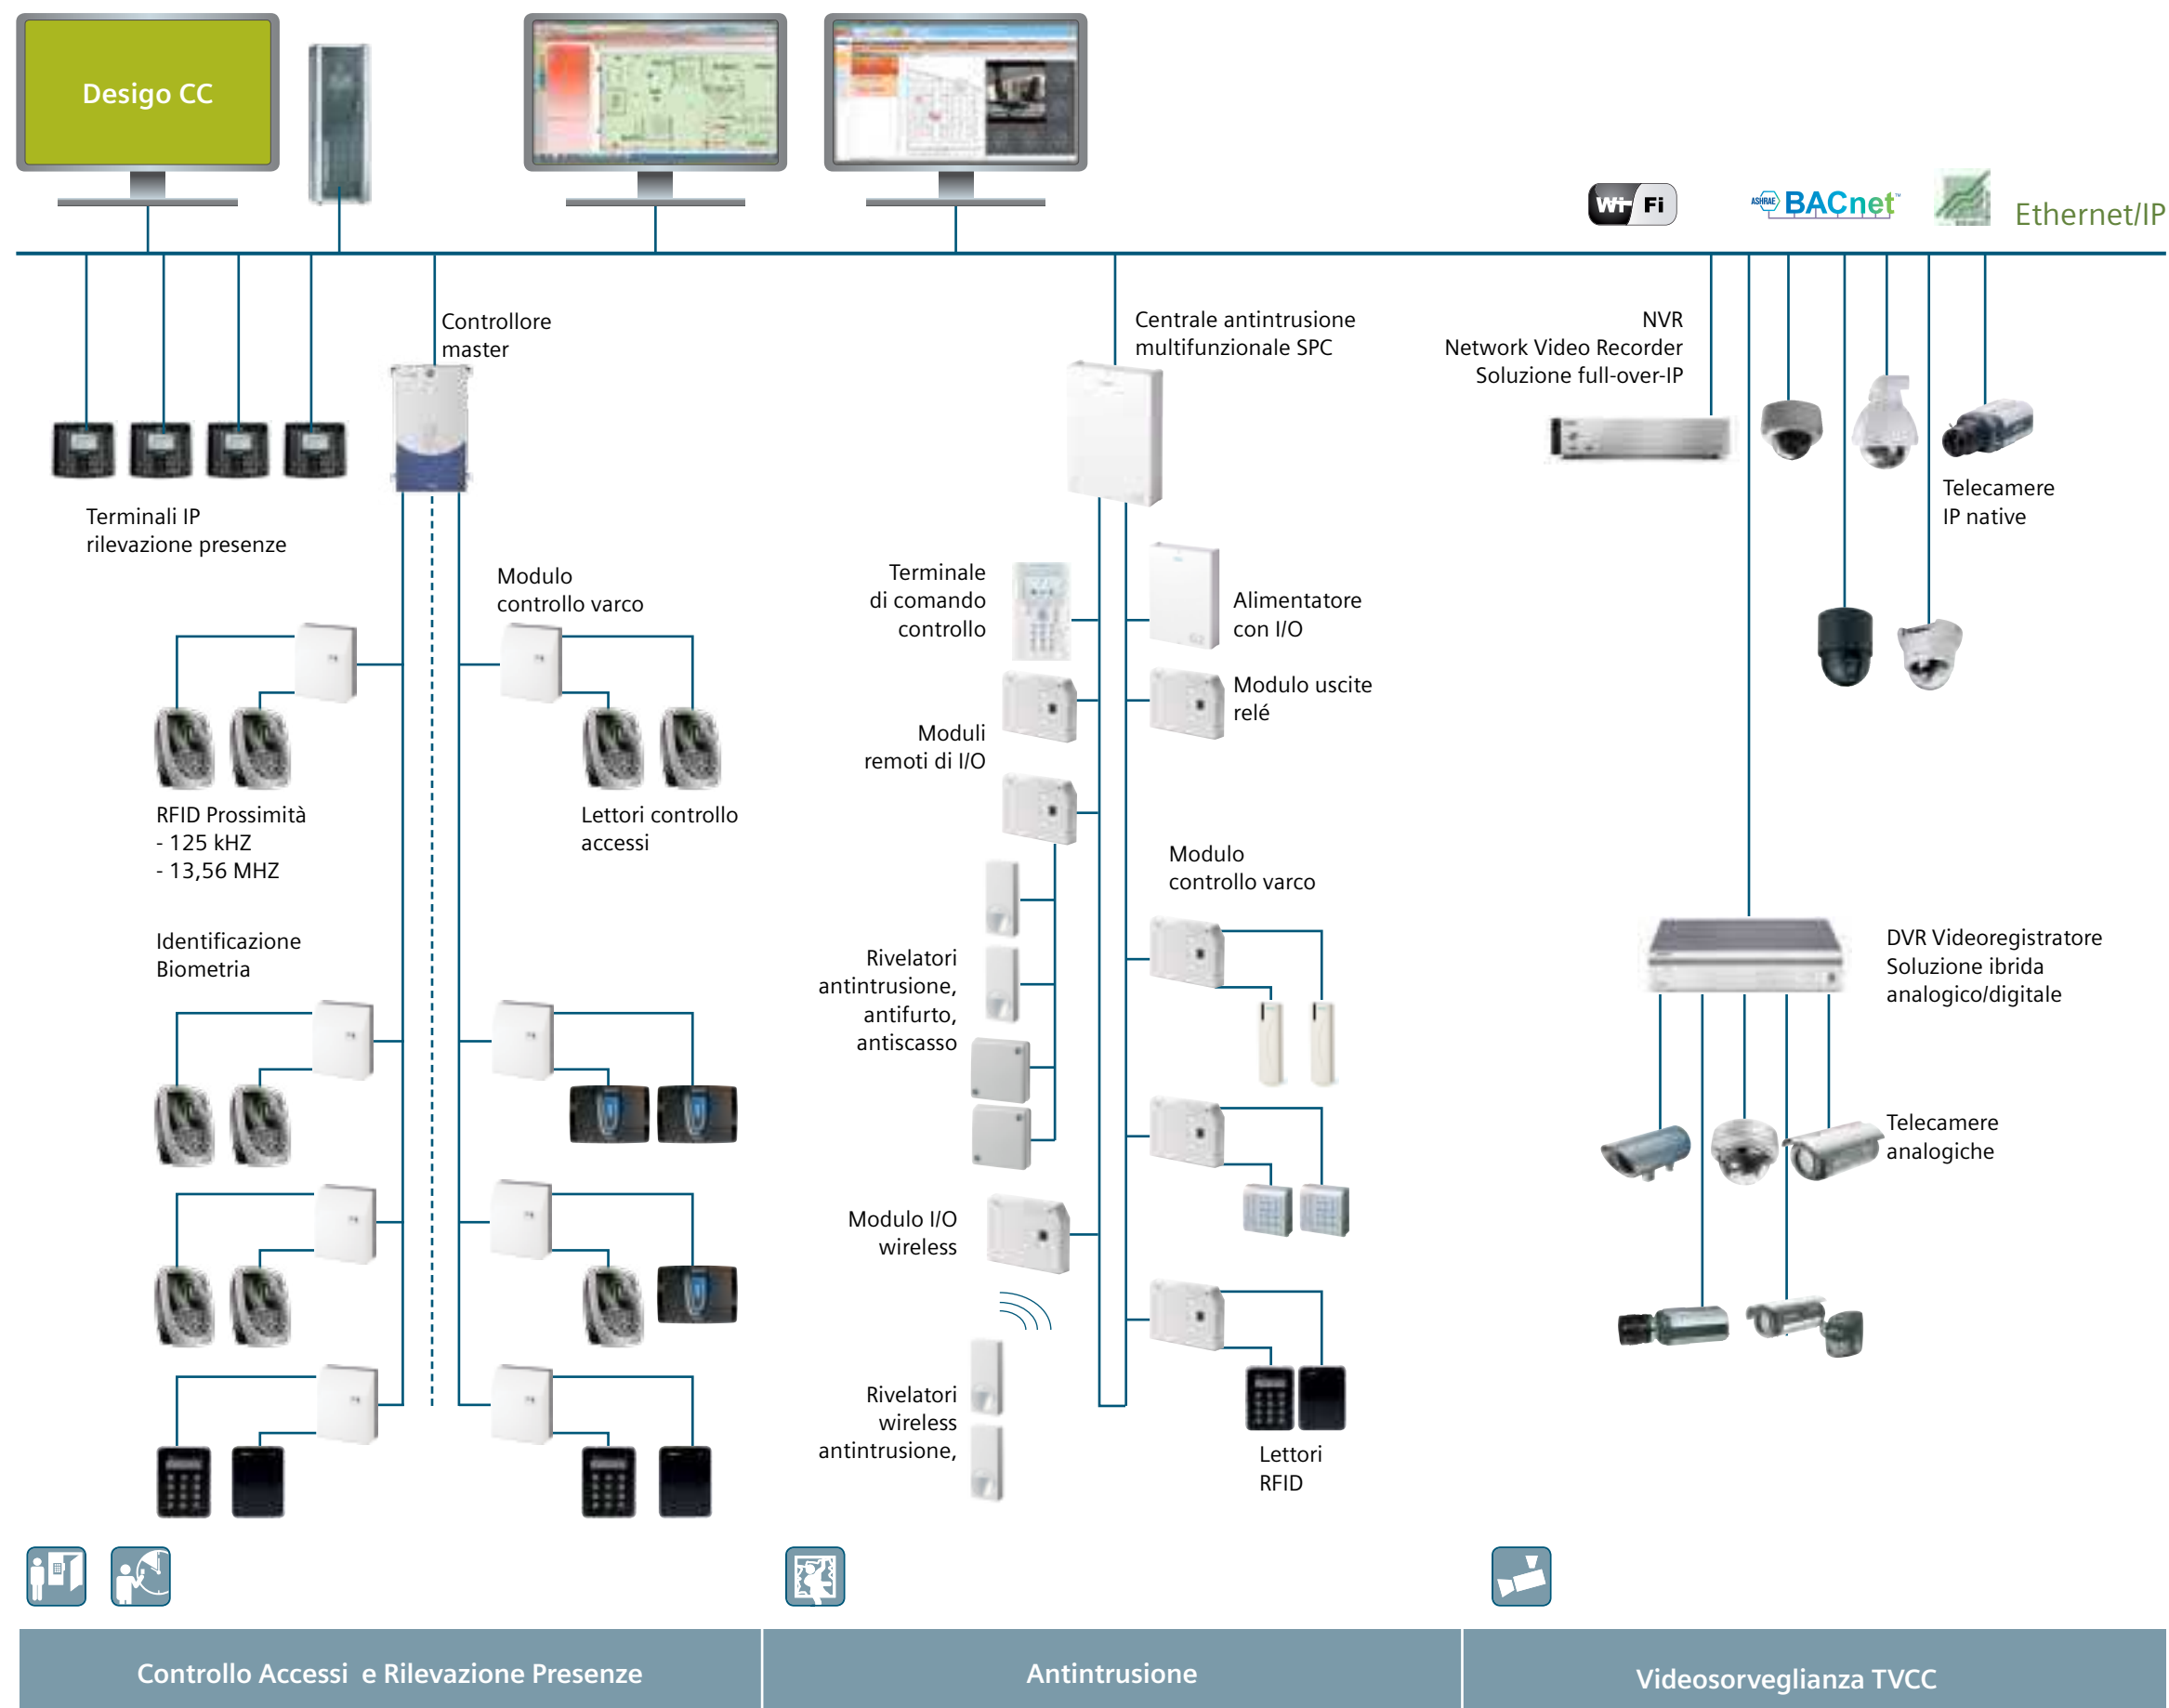 Desigo CC
Wi Fi
ASHRAE BACnet™
Ethernet/IP
Controllore
master
Terminali IP
rilevazione presenze
Modulo
controllo varco
RFID Prossimità
- 125 kHZ
- 13,56 MHZ
Lettori controllo
accessi
Identificazione
Biometria
Centrale antintrusione
multifunzionale SPC
Terminale
di comando
controllo
Alimentatore
con I/O
G2
Modulo uscite
relé
Moduli
remoti di I/O
Modulo
controllo varco
Rivelatori
antintrusione,
antifurto,
antiscasso
Modulo I/O
wireless
Rivelatori
wireless
antintrusione,
Lettori
RFID
NVR
Network Video Recorder
Soluzione full-over-IP
Telecamere
IP native
DVR Videoregistratore
Soluzione ibrida
analogico/digitale
Telecamere
analogiche
Controllo Accessi e Rilevazione Presenze
Antintrusione
Videosorveglianza TVCC